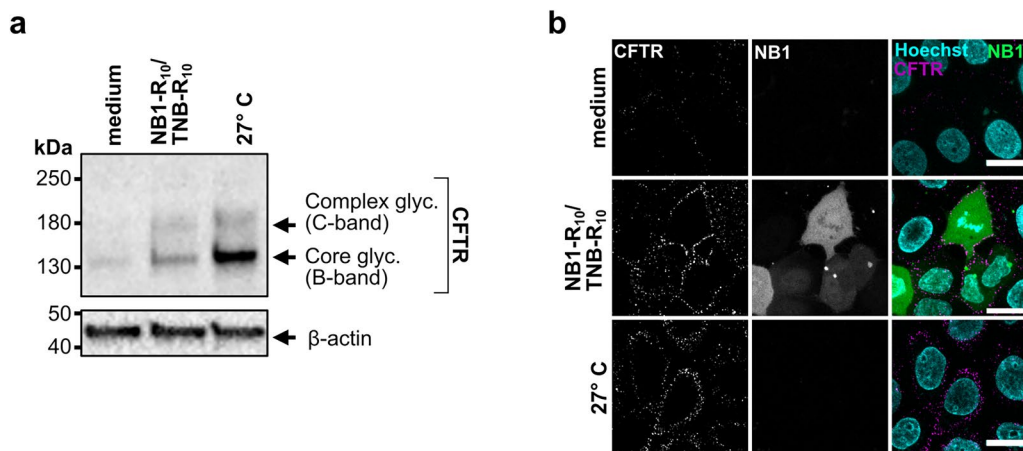 a
medium
NB1-R10/
TNB-R10
27° C
kDa
250
180
130
Complex glyc.
(C-band)
Core glyc.
(B-band)
CFTR
50
40
β-actin
b
CFTR
NB1
Hoechst NB1
CFTR
medium
NB1-R10/
TNB-R10
27° C